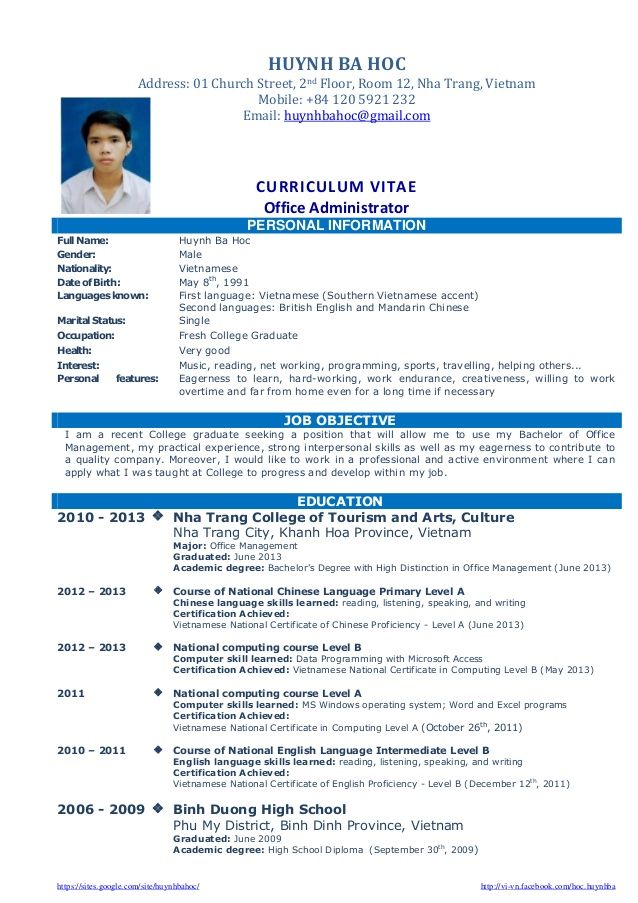 HUYNH BA HOC
Address: 01 Church Street, 2nd Floor, Room 12, Nha Trang, Vietnam
Mobile: +84 120 5921 232
Email: huynhbahoc@gmail.com
CURRICULUM VITAE
Office Administrator
PERSONAL INFORMATION
Full Name: Huynh Ba Hoc
Gender: Male
Nationality: Vietnamese
Date of Birth: May 8th, 1991
Languages known: First language: Vietnamese (Southern Vietnamese accent)
Second languages: British English and Mandarin Chinese
Marital Status: Single
Occupation: Fresh College Graduate
Health: Very good
Interest: Music, reading, net working, programming, sports, travelling, helping others...
Personal features: Eagerness to learn, hard-working, work endurance, creativeness, willing to work
overtime and far from home even for a long time if necessary
JOB OBJECTIVE
I am a recent College graduate seeking a position that will allow me to use my Bachelor of Office
Management, my practical experience, strong interpersonal skills as well as my eagerness to contribute to
a quality company. Moreover, I would like to work in a professional and active environment where I can
apply what I was taught at College to progress and develop within my job.
EDUCATION
2010 - 2013 ❖ Nha Trang College of Tourism and Arts, Culture
Nha Trang City, Khanh Hoa Province, Vietnam
Major: Office Management
Graduated: June 2013
Academic degree: Bachelor's Degree with High Distinction in Office Management (June 2013)
2012 – 2013 ❖ Course of National Chinese Language Primary Level A
Chinese language skills learned: reading, listening, speaking, and writing
Certification Achieved:
Vietnamese National Certificate of Chinese Proficiency - Level A (June 2013)
2012 – 2013 ❖ National computing course Level B
Computer skill learned: Data Programming with Microsoft Access
Certification Achieved: Vietnamese National Certificate in Computing Level B (May 2013)
2011 ❖ National computing course Level A
Computer skills learned: MS Windows operating system; Word and Excel programs
Certification Achieved:
Vietnamese National Certificate in Computing Level A (October 26th, 2011)
2010 – 2011 ❖ Course of National English Language Intermediate Level B
English language skills learned: reading, listening, speaking, and writing
Certification Achieved:
Vietnamese National Certificate of English Proficiency - Level B (December 12th, 2011)
2006 - 2009 ❖ Binh Duong High School
Phu My District, Binh Dinh Province, Vietnam
Graduated: June 2009
Academic degree: High School Diploma (September 30th, 2009)
https://sites.google.com/site/huynhbahoc/ http://vi-vn.facebook.com/hoc.huynhba